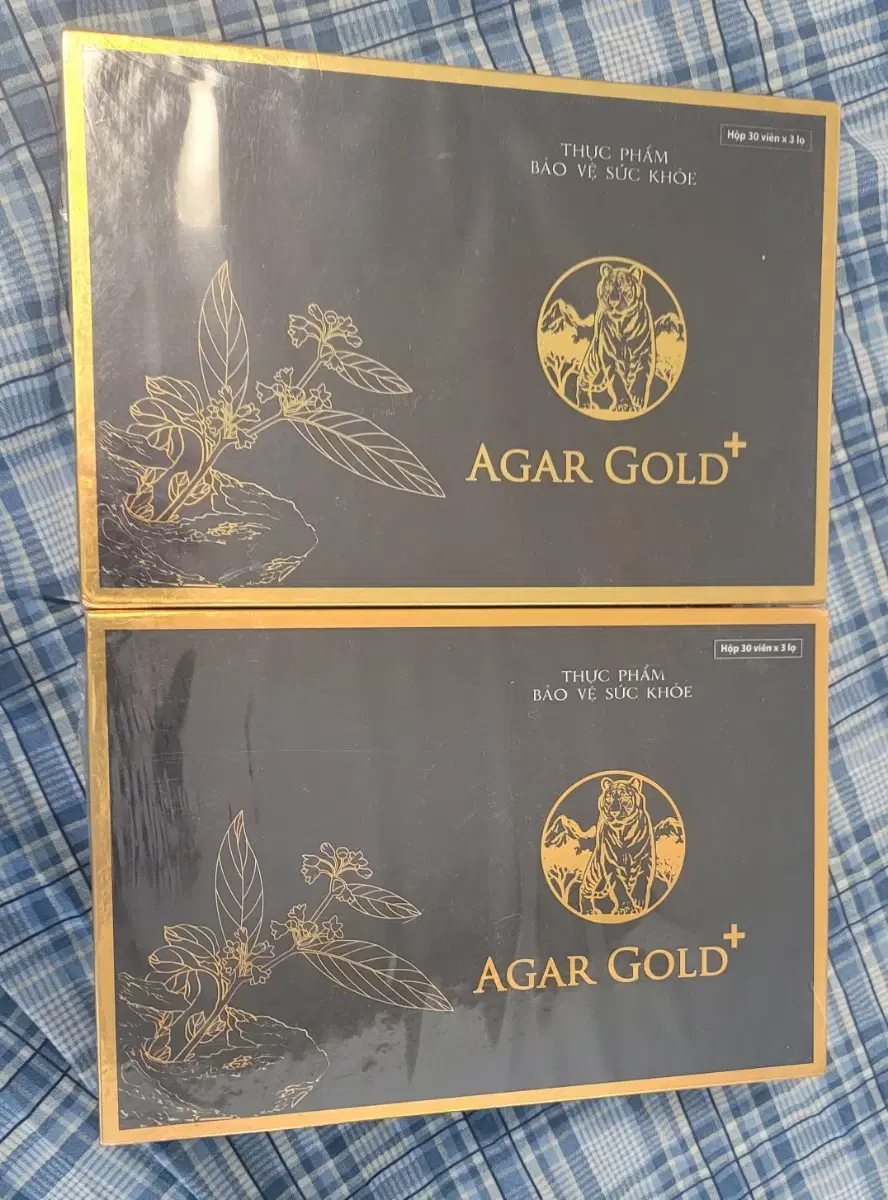 Hộp 30 viên x 3 lọ
THỰC PHẨM
BẢO VỆ SỨC KHỎE
AGAR GOLD+
Hộp 30 viên x 3 lọ
THỰC PHẨM
BẢO VỆ SỨC KHỎE
AGAR GOLD+